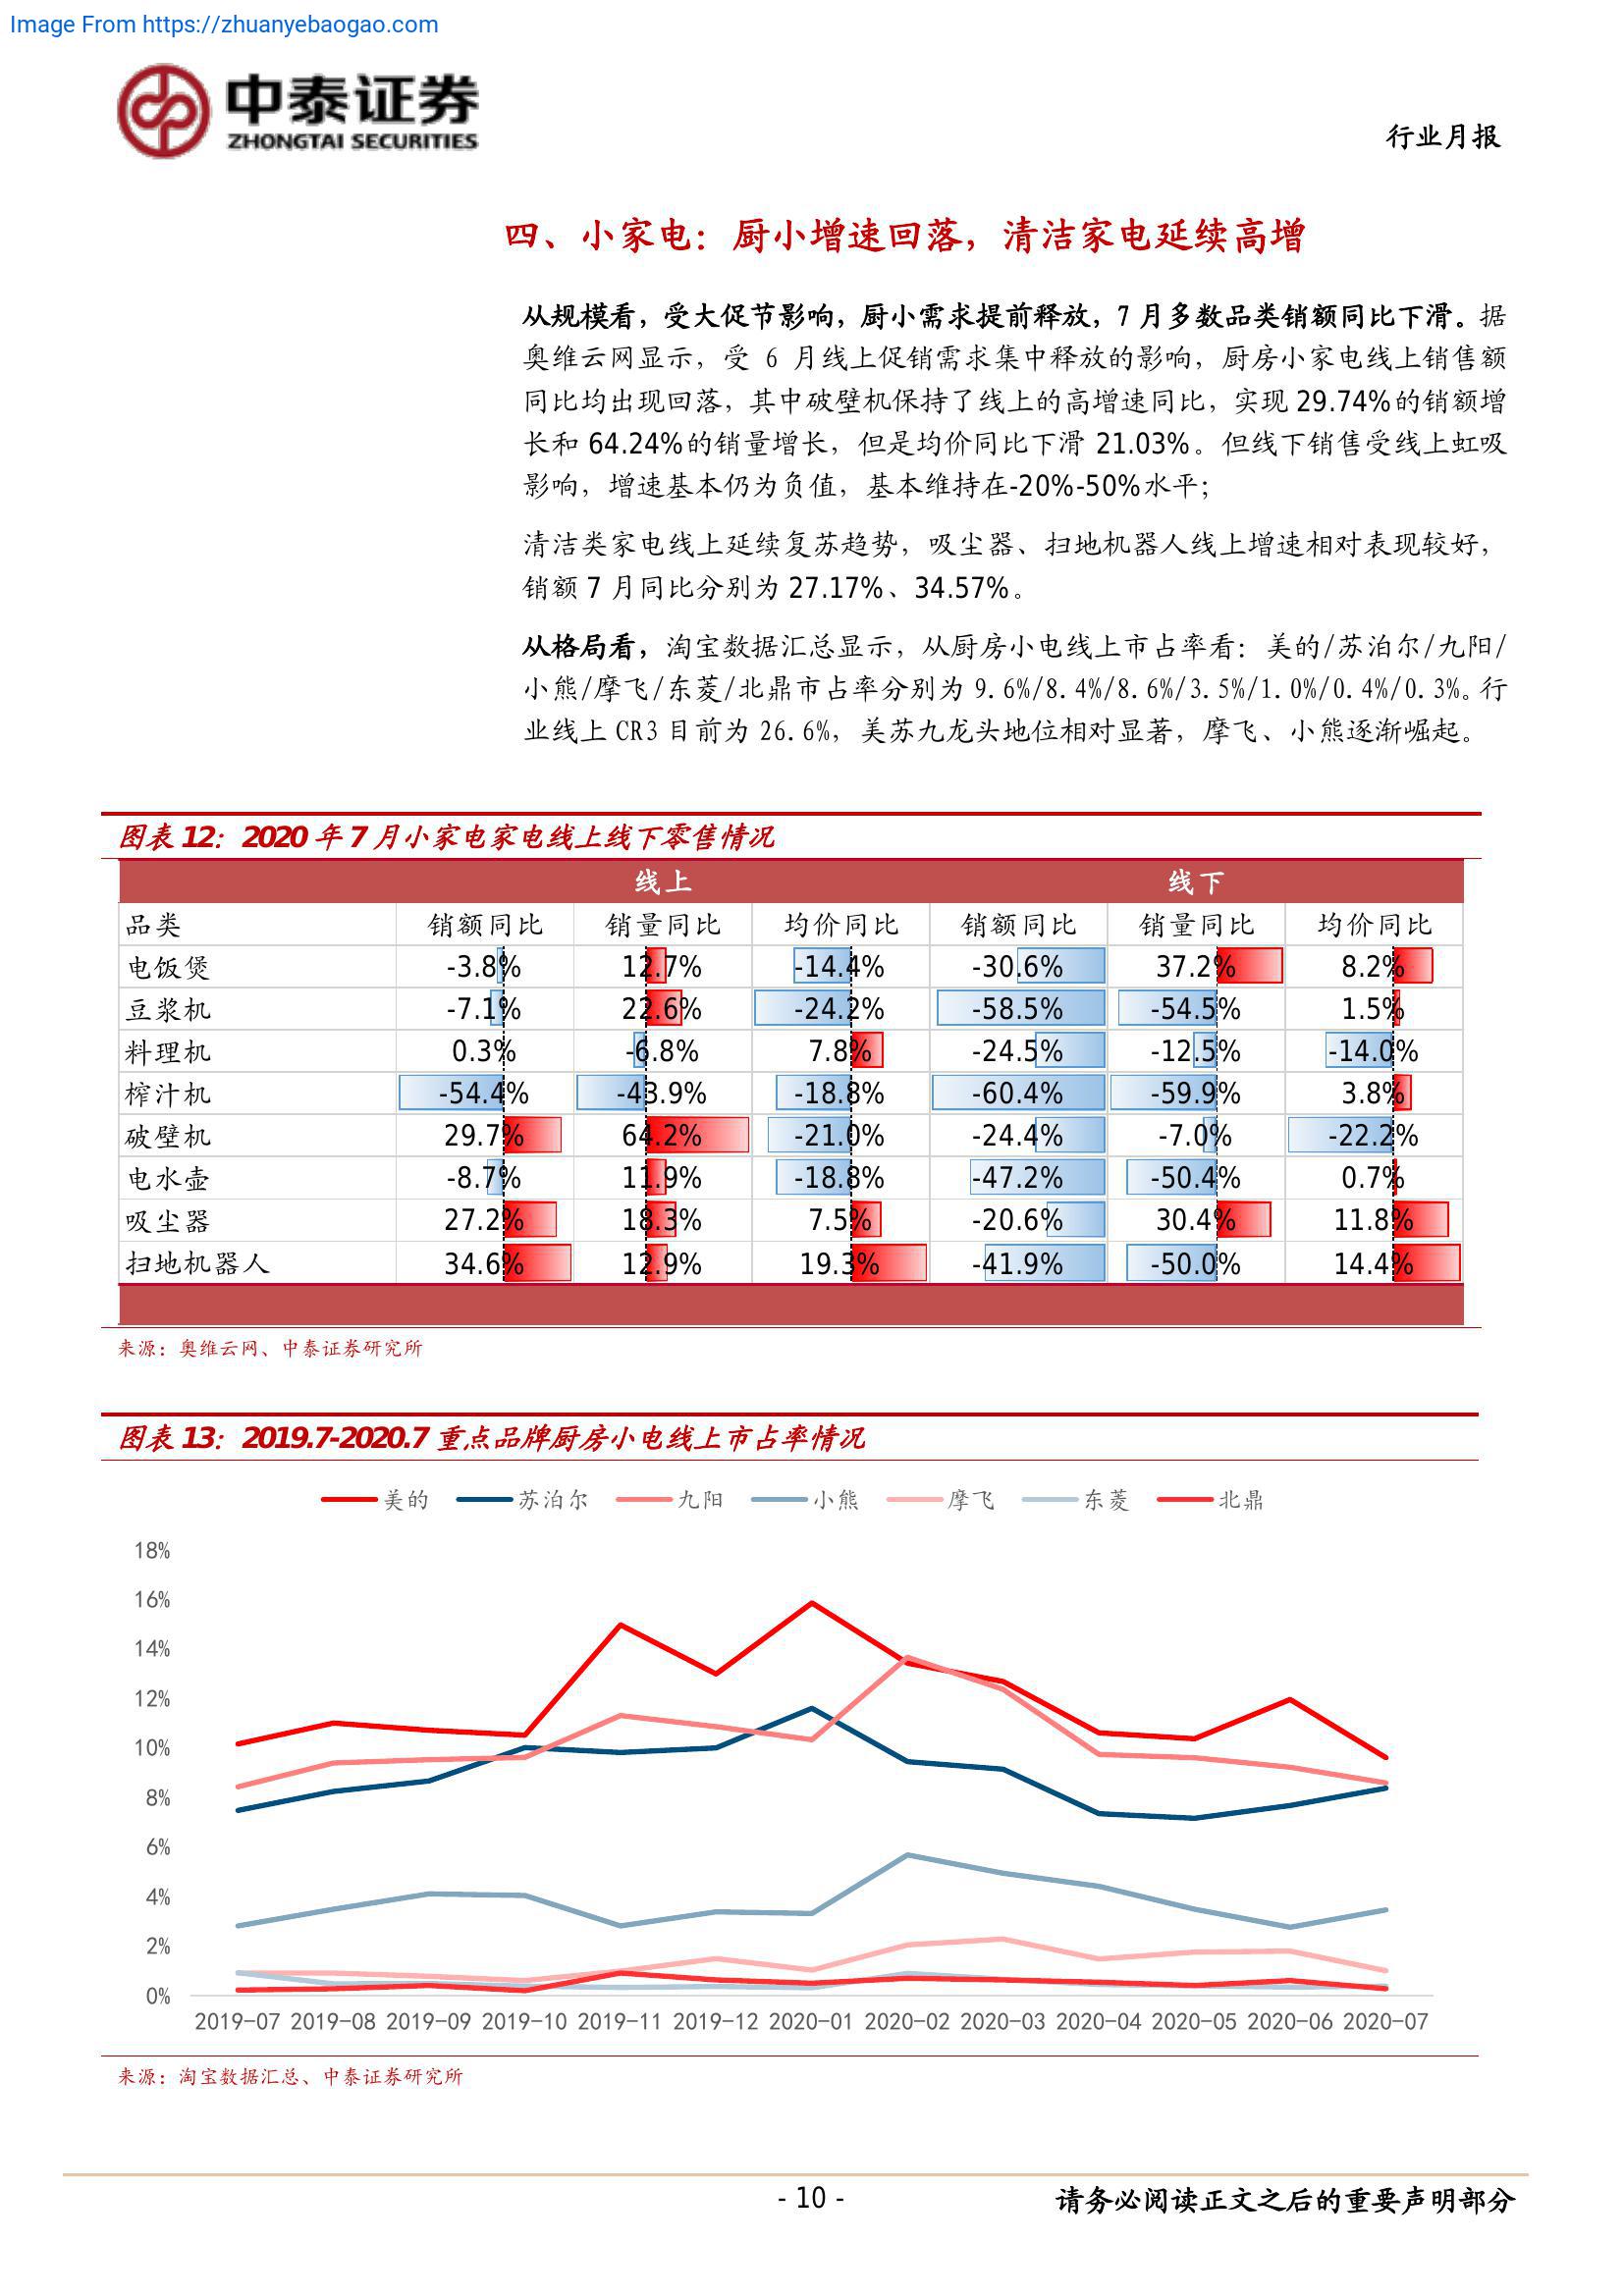 Image From https://zhuanyebaogao.com
中泰证券
ZHONGTAI SECURITIES
行业月报
四、小家电：厨小增速回落，清洁家电延续高增
从规模看，受大促节影响，厨小需求提前释放，7 月多数品类销额同比下滑。据
奥维云网显示，受 6 月线上促销需求集中释放的影响，厨房小家电线上销售额
同比均出现回落，其中破壁机保持了线上的高增速同比，实现 29.74%的销额增
长和 64.24%的销量增长，但是均价同比下滑 21.03%。但线下销售受线上虹吸
影响，增速基本仍为负值，基本维持在-20%-50%水平；
清洁类家电线上延续复苏趋势，吸尘器、扫地机器人线上增速相对表现较好，
销额 7 月同比分别为 27.17%、34.57%。
从格局看，淘宝数据汇总显示，从厨房小电线上市占率看：美的/苏泊尔/九阳/
小熊/摩飞/东菱/北鼎市占率分别为 9.6%/8.4%/8.6%/3.5%/1.0%/0.4%/0.3%。行
业线上 CR3 目前为 26.6%，美苏九龙头地位相对显著，摩飞、小熊逐渐崛起。
图表 12：2020 年 7 月小家电家电线上线下零售情况
线上 线下
品类 销额同比 销量同比 均价同比 销额同比 销量同比 均价同比
电饭煲 -3.8% 12.7% -14.4% -30.6% 37.2% 8.2%
豆浆机 -7.1% 22.6% -24.2% -58.5% -54.5% 1.5%
料理机 0.3% -6.8% 7.8% -24.5% -12.5% -14.0%
榨汁机 -54.4% -43.9% -18.8% -60.4% -59.9% 3.8%
破壁机 29.7% 64.2% -21.0% -24.4% -7.0% -22.2%
电水壶 -8.7% 11.9% -18.8% -47.2% -50.4% 0.7%
吸尘器 27.2% 18.3% 7.5% -20.6% 30.4% 11.8%
扫地机器人 34.6% 12.9% 19.3% -41.9% -50.0% 14.4%
来源：奥维云网、中泰证券研究所
图表 13：2019.7-2020.7 重点品牌厨房小电线上市占率情况
美的 苏泊尔 九阳 小熊 摩飞 东菱 北鼎
18%
16%
14%
12%
10%
8%
6%
4%
2%
0%
2019-07 2019-08 2019-09 2019-10 2019-11 2019-12 2020-01 2020-02 2020-03 2020-04 2020-05 2020-06 2020-07
来源：淘宝数据汇总、中泰证券研究所
- 10 -
请务必阅读正文之后的重要声明部分